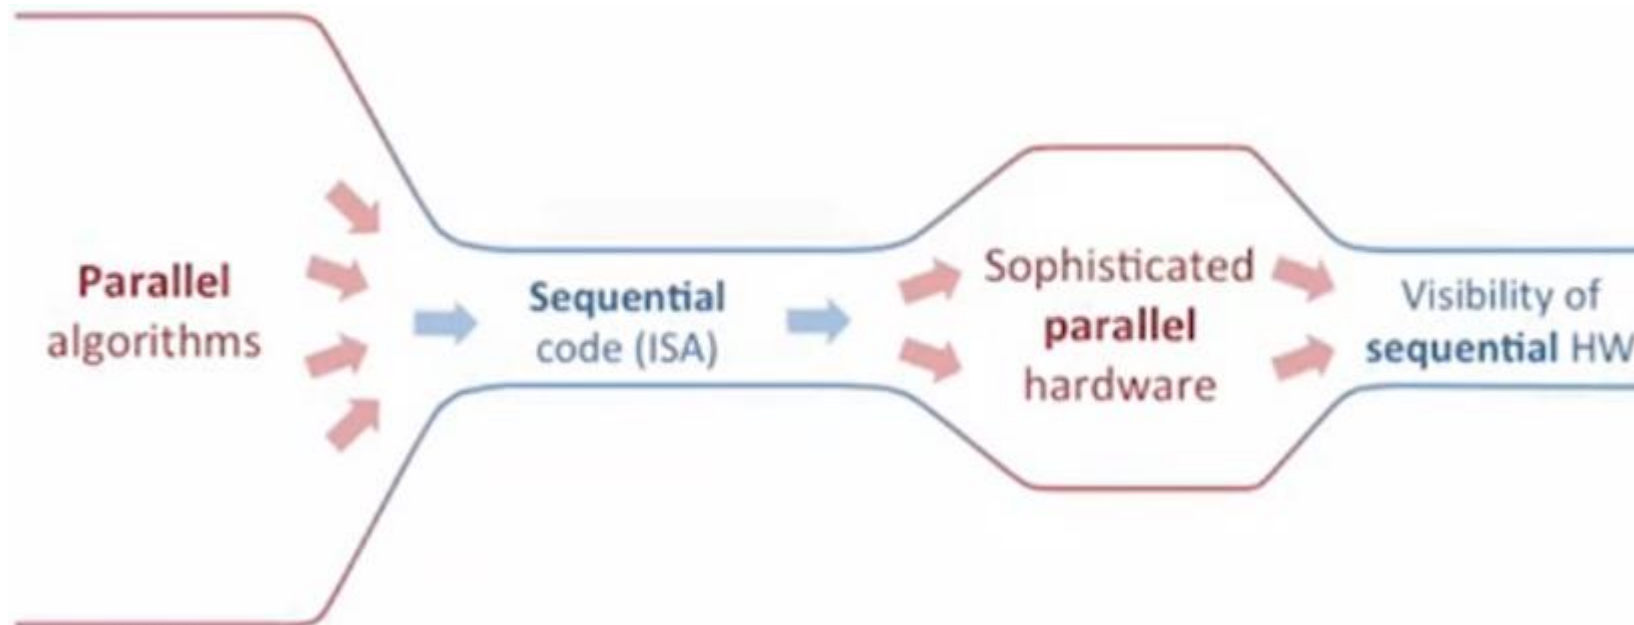 Parallel
algorithms
Sequential
code (ISA)
Sophisticated
parallel
hardware
Visibility of
sequential HW